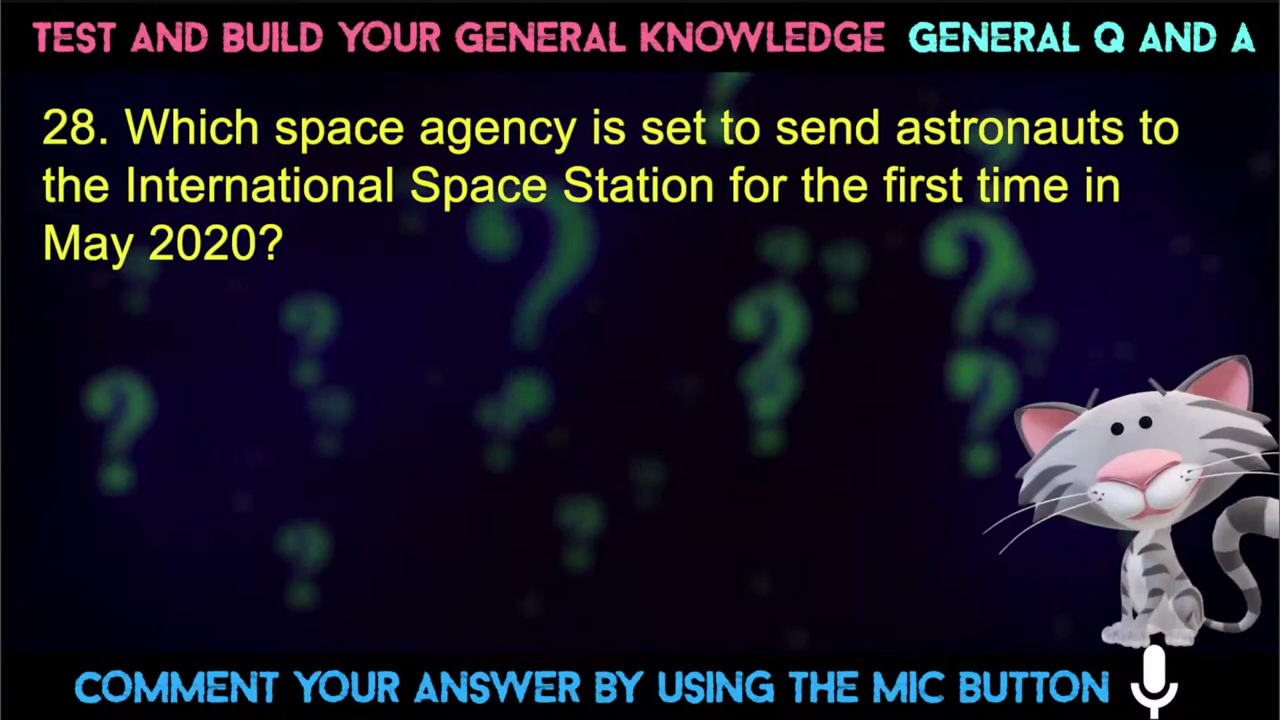 TEST AND BUILD YOUR GENERAL KNOWLEDGE GENERAL Q AND A
28. Which space agency is set to send astronauts to
the International Space Station for the first time in
May 2020?
COMMENT YOUR ANSWER BY USING THE MIC BUTTON